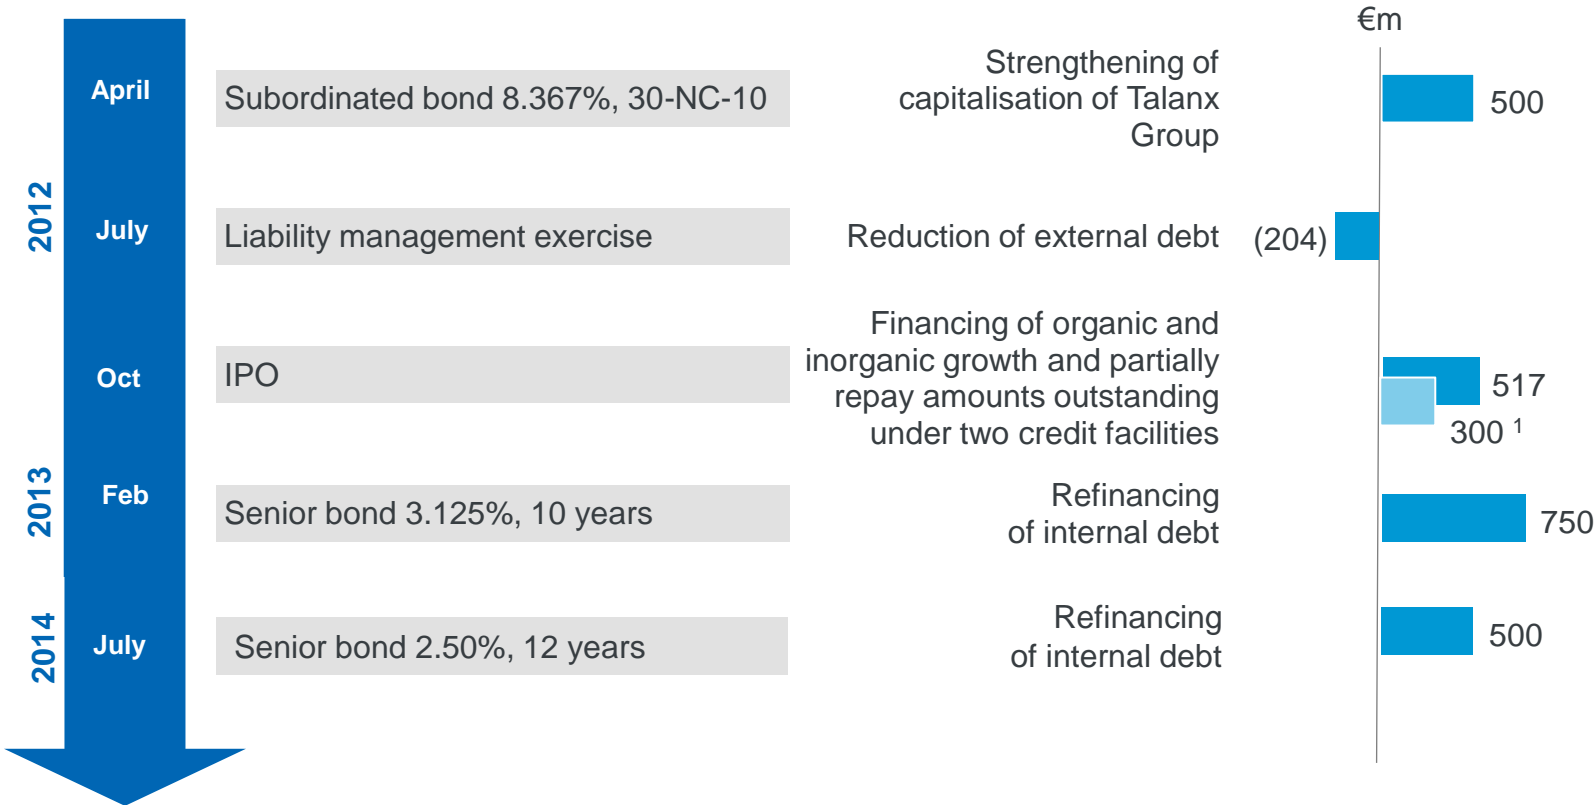 €m
2012
April
Subordinated bond 8.367%, 30-NC-10
Strengthening of
capitalisation of Talanx
Group
500
July
Liability management exercise
Reduction of external debt
(204)
Oct
IPO
Financing of organic and
inorganic growth and partially
repay amounts outstanding
under two credit facilities
517
300 1
2013
Feb
Senior bond 3.125%, 10 years
Refinancing
of internal debt
750
2014
July
Senior bond 2.50%, 12 years
Refinancing
of internal debt
500